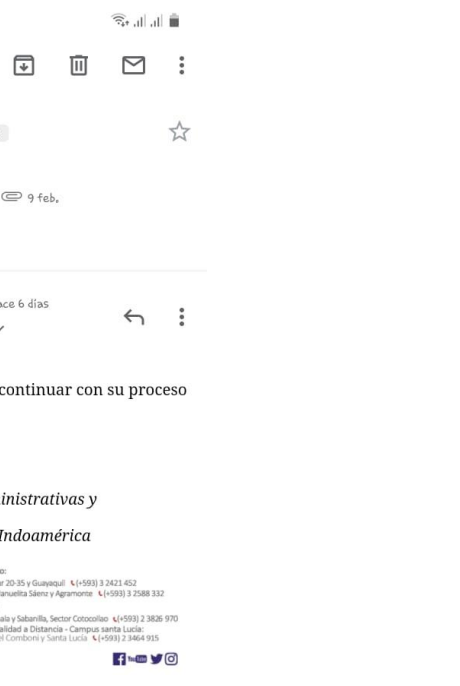 9 feb.
ace 6 días
continuar con su proceso
inistrativas y
Indoamérica
o:
r 20-35 y Guayaquil (+593) 3 2421 452
anuelita Sáenz y Agramonte (+593) 3 2588 332
ala y Sabanilla, Sector Cotocollao (+593) 2 3826 970
alidad a Distancia - Campus santa Lucía:
el Comboni y Santa Lucía (+593) 2 3464 915
YouTube